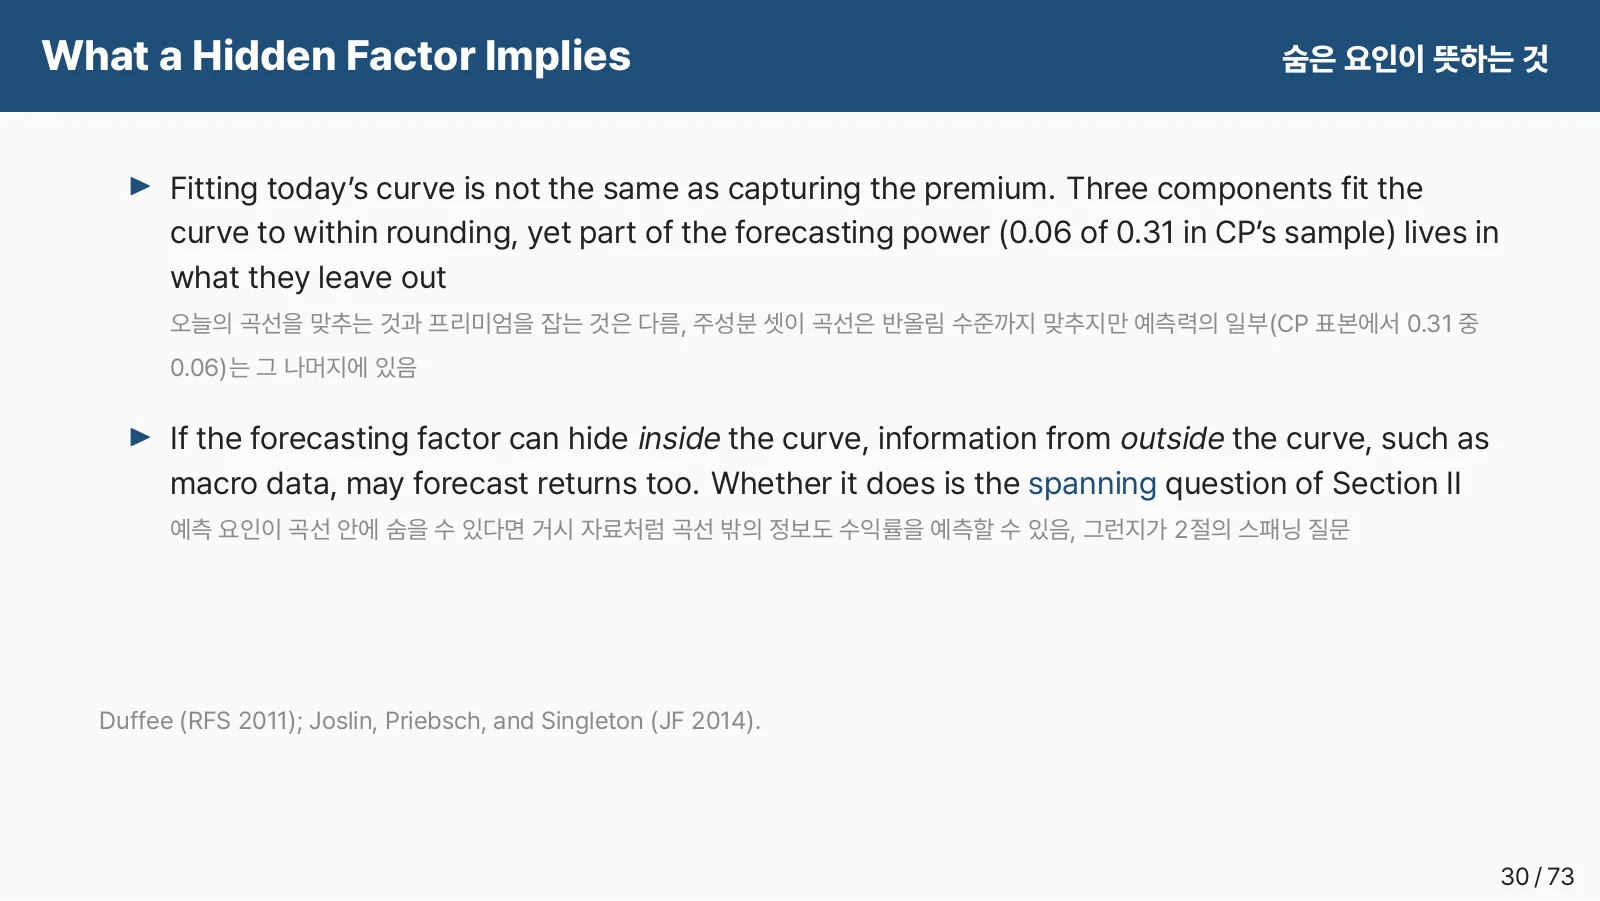 What a Hidden Factor Implies
숨은 요인이 뜻하는 것
Fitting today's curve is not the same as capturing the premium. Three components fit the
curve to within rounding, yet part of the forecasting power (0.06 of 0.31 in CP's sample) lives in
what they leave out
오늘의 곡선을 맞추는 것과 프리미엄을 잡는 것은 다름, 주성분 셋이 곡선은 반올림 수준까지 맞추지만 예측력의 일부(CP 표본에서 0.31 중
0.06)는 그 나머지에 있음
If the forecasting factor can hide inside the curve, information from outside the curve, such as
macro data, may forecast returns too. Whether it does is the spanning question of Section II
예측 요인이 곡선 안에 숨을 수 있다면 거시 자료처럼 곡선 밖의 정보도 수익률을 예측할 수 있음, 그런지가 2절의 스패닝 질문
Duffee (RFS 2011); Joslin, Priebsch, and Singleton (JF 2014).
30 / 73